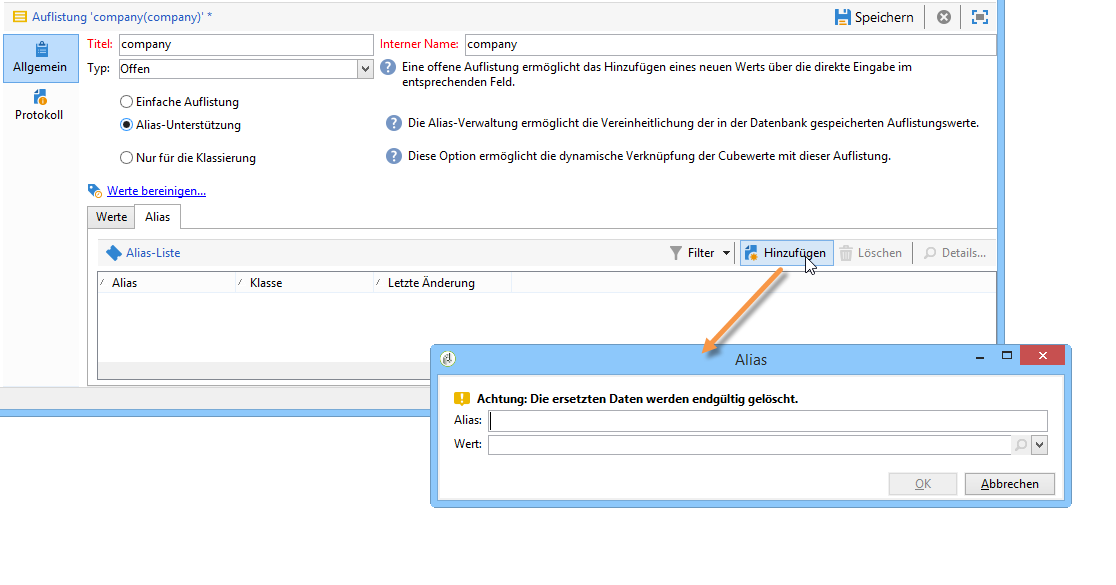 Auflistung 'company(company)' *
Speichern
Allgemein
Protokoll
Titel: company
Interner Name: company
Typ: Offen
Eine offene Auflistung ermöglicht das Hinzufügen eines neuen Werts über die direkte Eingabe im
entsprechenden Feld.
Einfache Auflistung
Alias-Unterstützung
Die Alias-Verwaltung ermöglicht die Vereinheitlichung der in der Datenbank gespeicherten Auflistungswerte.
Nur für die Klassierung
Diese Option ermöglicht die dynamische Verknüpfung der Cubewerte mit dieser Auflistung.
Werte bereinigen...
Werte
Alias
Alias-Liste
Filter
Hinzufügen
Löschen
Details...
Alias
Klasse
Letzte Änderung
Alias
Achtung: Die ersetzten Daten werden endgültig gelöscht.
Alias:
Wert:
OK
Abbrechen